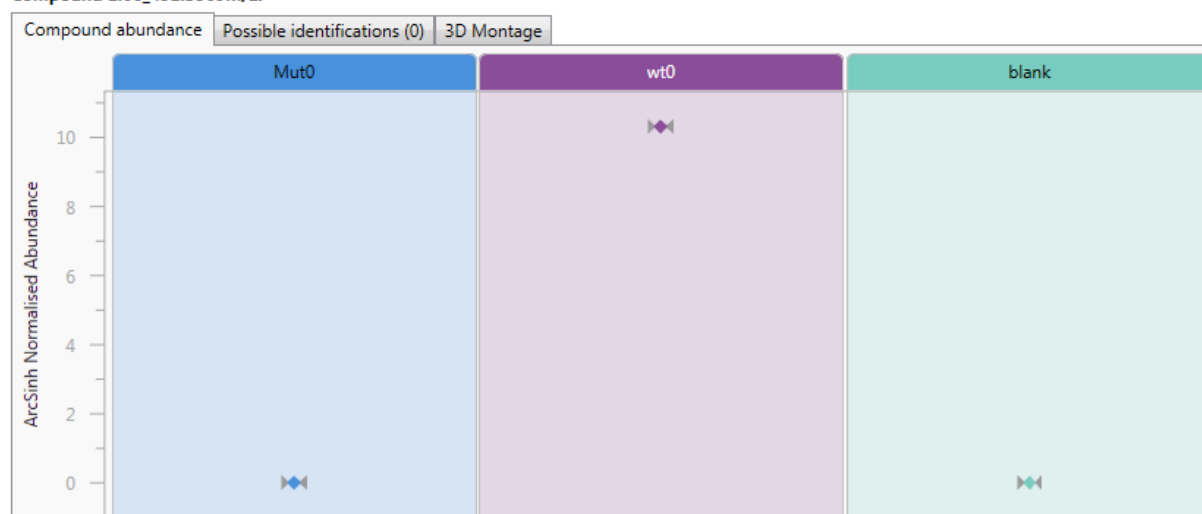 Compound abundance Possible identifications (0) 3D Montage
Mut0 wt0 blank
ArcSinh Normalised Abundance
10
8
6
4
2
0